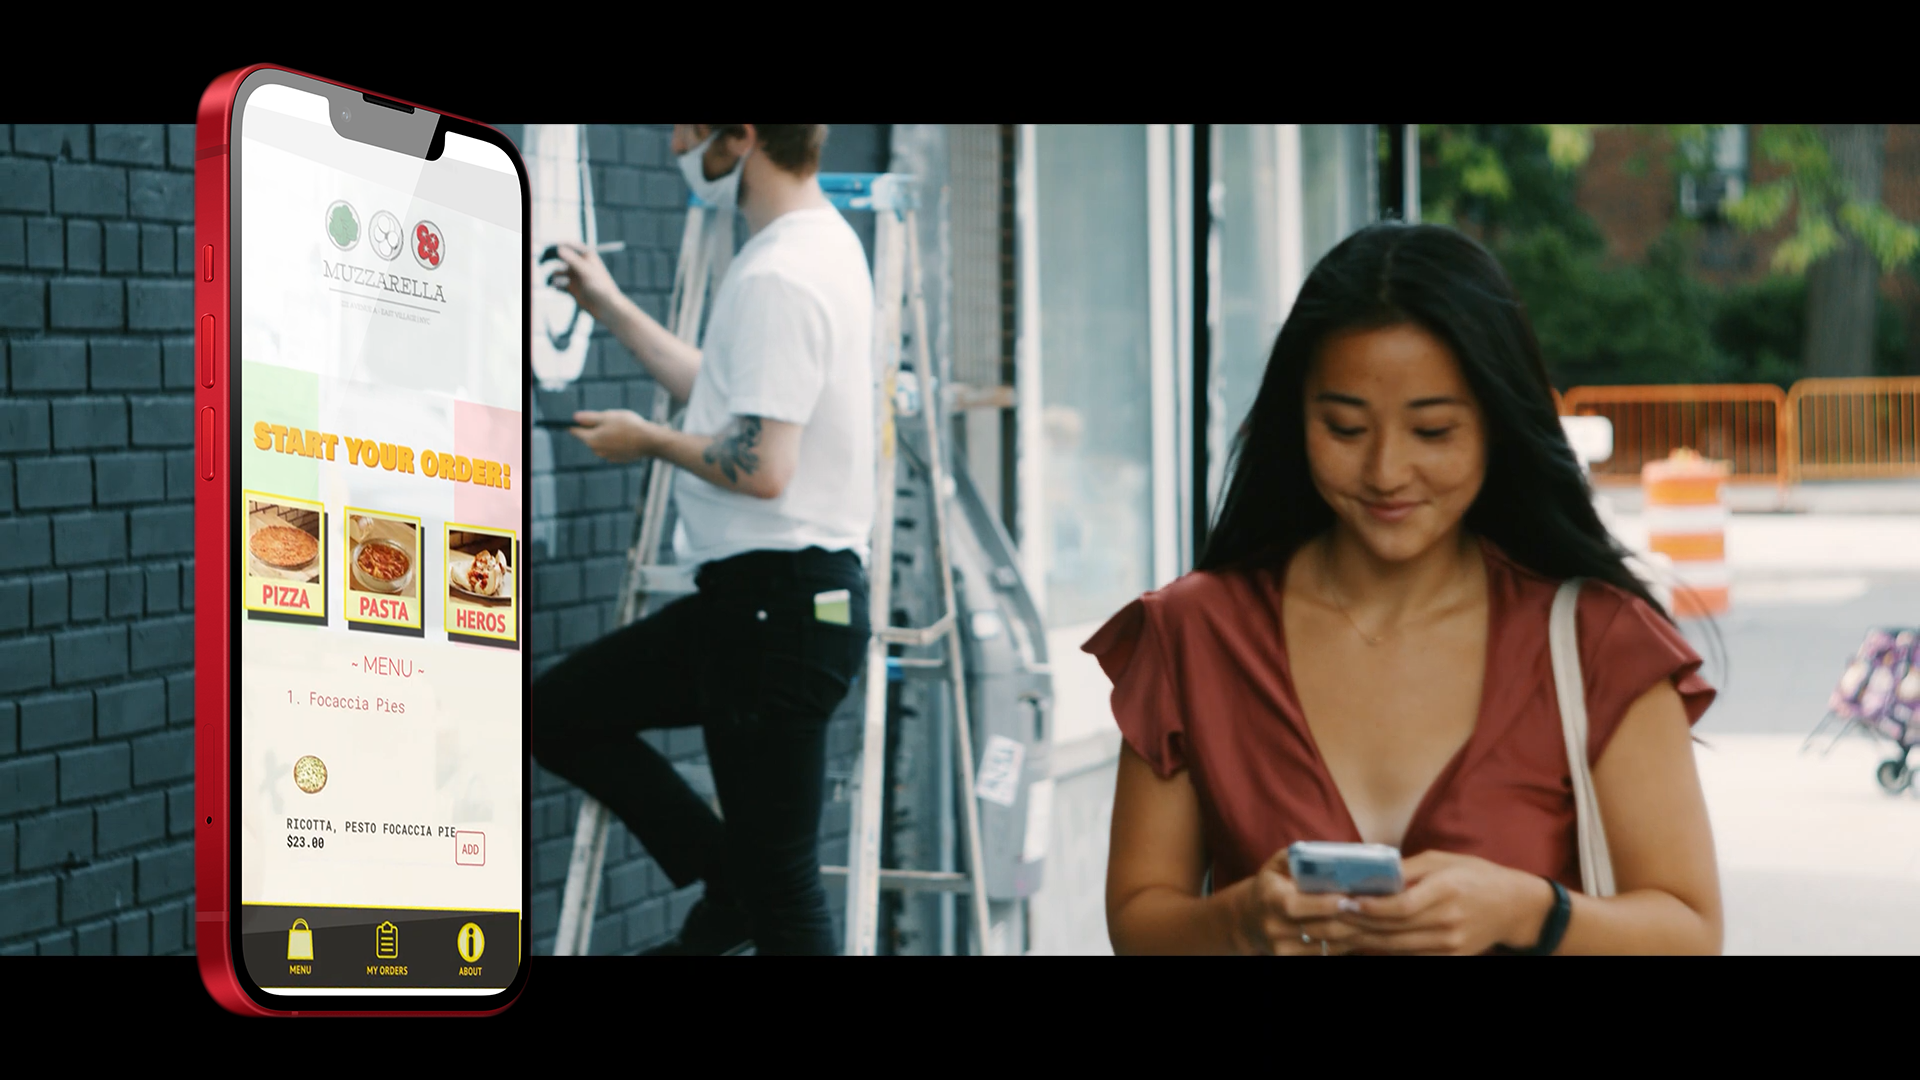 MUZZARELLA
START YOUR ORDER!
PIZZA
PASTA
HEROS
~ MENU ~
1. Focaccia Pies
RICOTTA, PESTO FOCACCIA PIE
$23.00
ADD
MENU
MY ORDERS
ABOUT